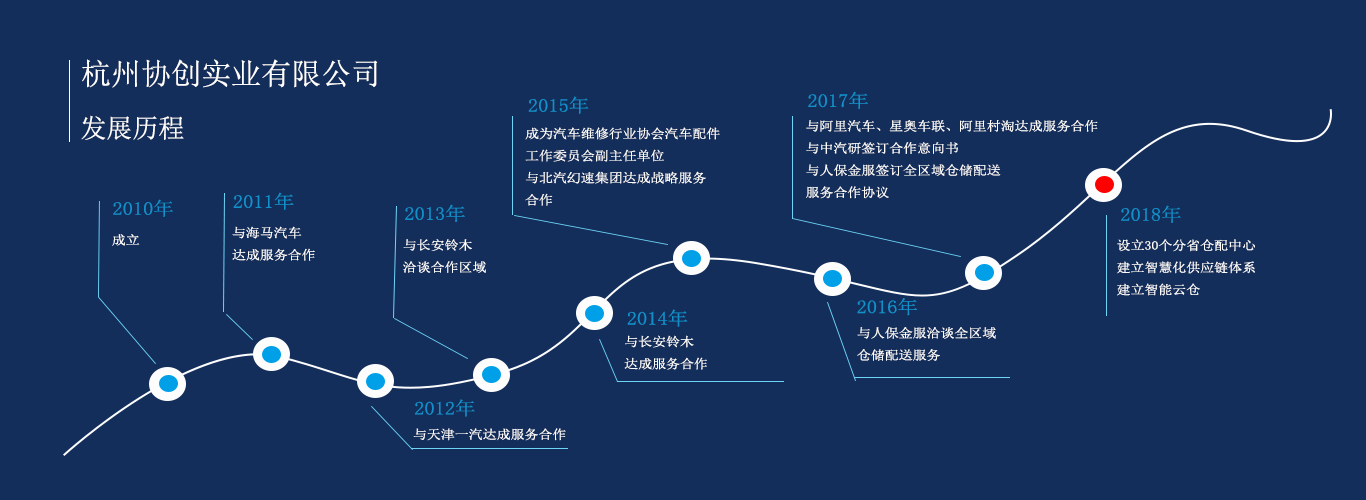 杭州协创实业有限公司
发展历程
2010年
成立
2011年
与海马汽车
达成服务合作
2012年
与天津一汽达成服务合作
2013年
与长安铃木
洽谈合作区域
2014年
与长安铃木
达成服务合作
2015年
成为汽车维修行业协会汽车配件
工作委员会副主任单位
与北汽幻速集团达成战略服务
合作
2016年
与人保金服洽谈全区域
仓储配送服务
2017年
与阿里汽车、星奥车联、阿里村淘达成服务合作
与中汽研签订合作意向书
与人保金服签订全区域仓储配送
服务合作协议
2018年
设立30个分省仓配中心
建立智慧化供应链体系
建立智能云仓